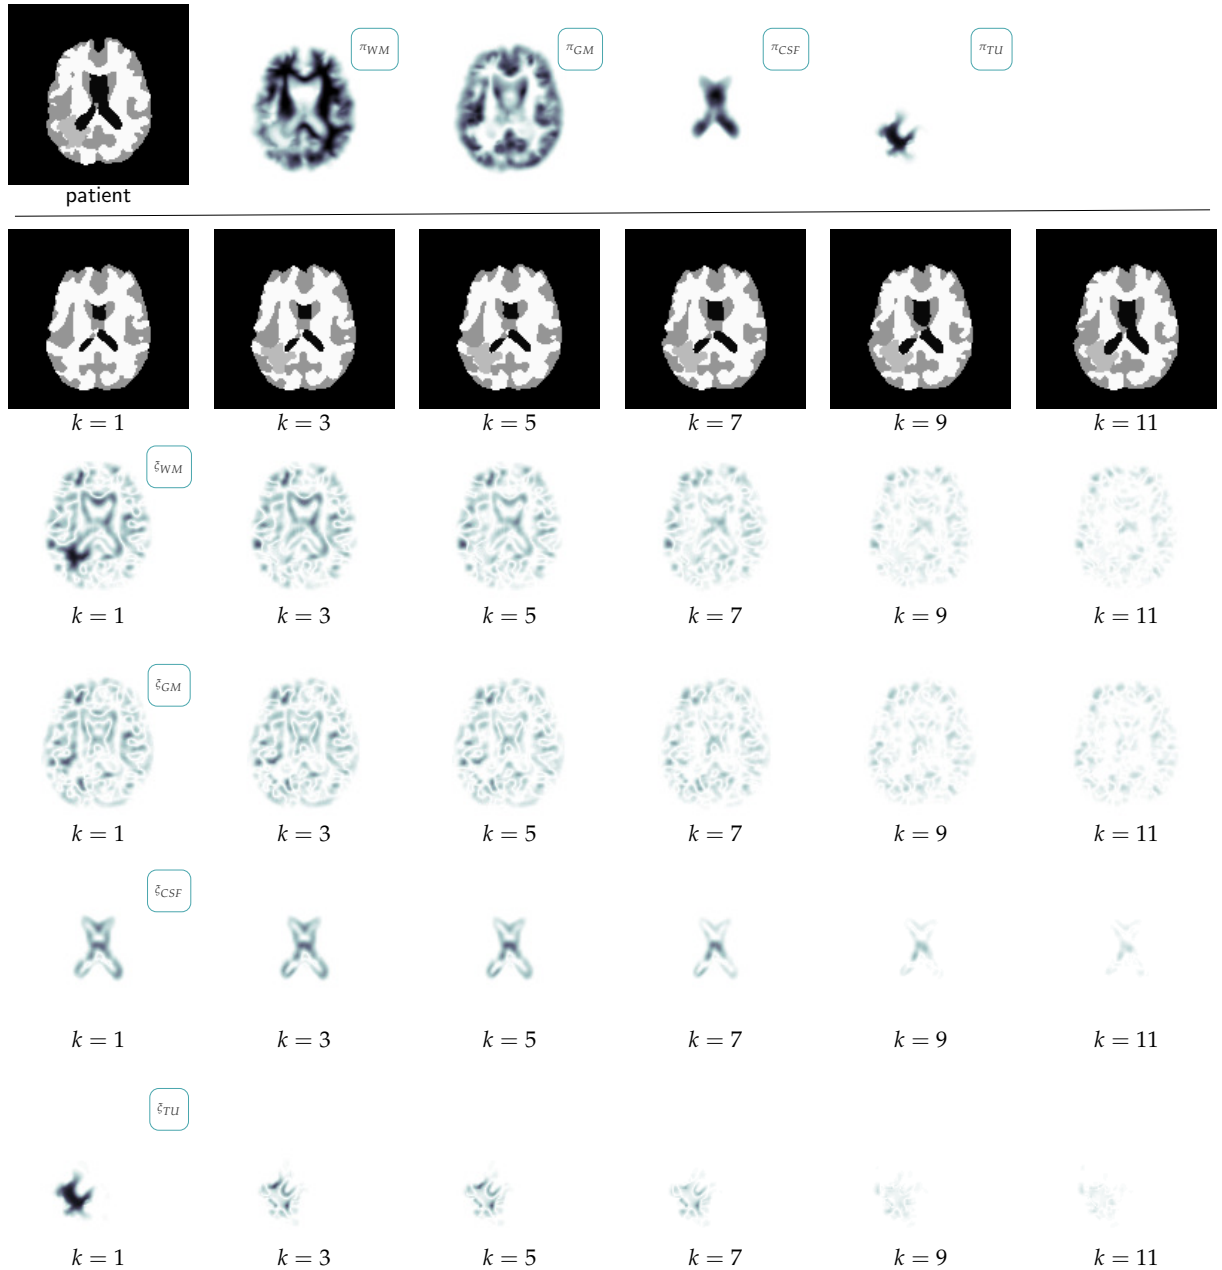 π_WM π_GM π_CSF π_TU
patient
k = 1 k = 3 k = 5 k = 7 k = 9 k = 11
ξ_WM
k = 1 k = 3 k = 5 k = 7 k = 9 k = 11
ξ_GM
k = 1 k = 3 k = 5 k = 7 k = 9 k = 11
ξ_CSF
k = 1 k = 3 k = 5 k = 7 k = 9 k = 11
ξ_TU
k = 1 k = 3 k = 5 k = 7 k = 9 k = 11